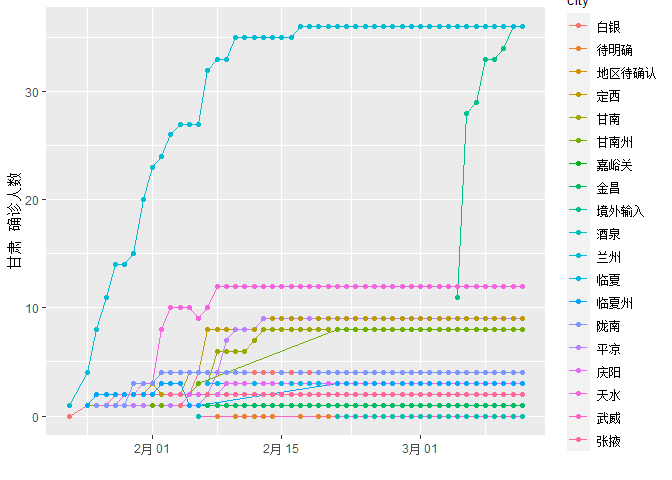 city
白银
待明确
地区待确认
定西
甘南
甘南州
嘉峪关
金昌
境外输入
酒泉
兰州
临夏
临夏州
陇南
平凉
庆阳
天水
武威
张掖
甘肃 确诊人数
30
20
10
0
2月 01
2月 15
3月 01